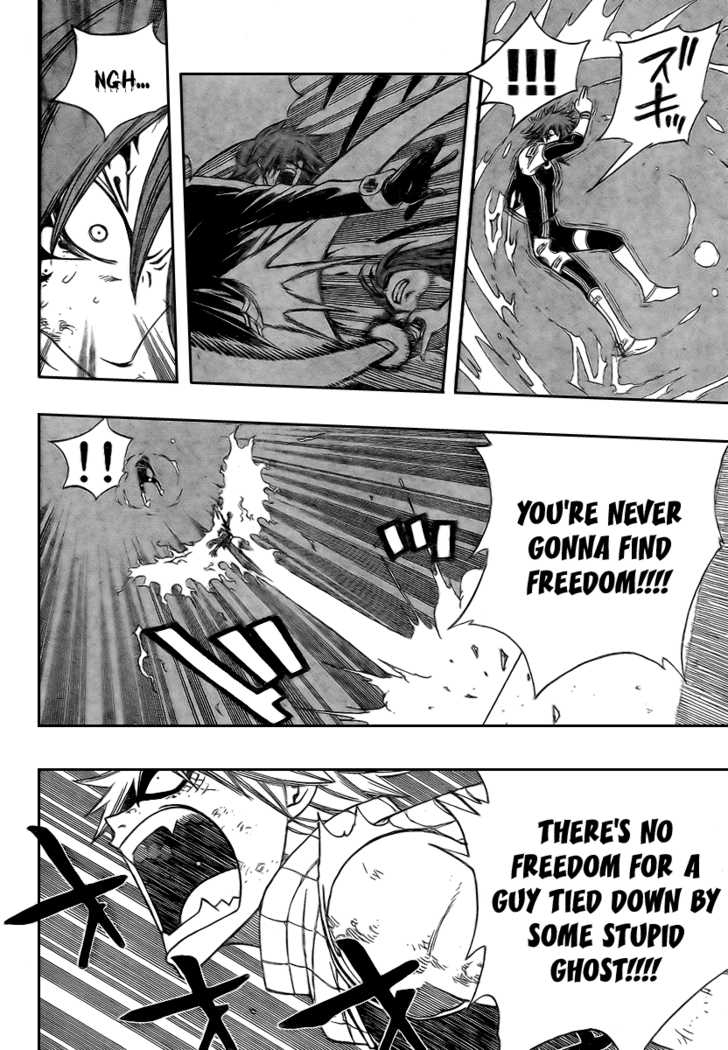 !!!
ズキッ
NGH...
YOU'RE NEVER
GONNA FIND
FREEDOM!!!!
!!
THERE'S NO
FREEDOM FOR A
GUY TIED DOWN BY
SOME STUPID
GHOST!!!!